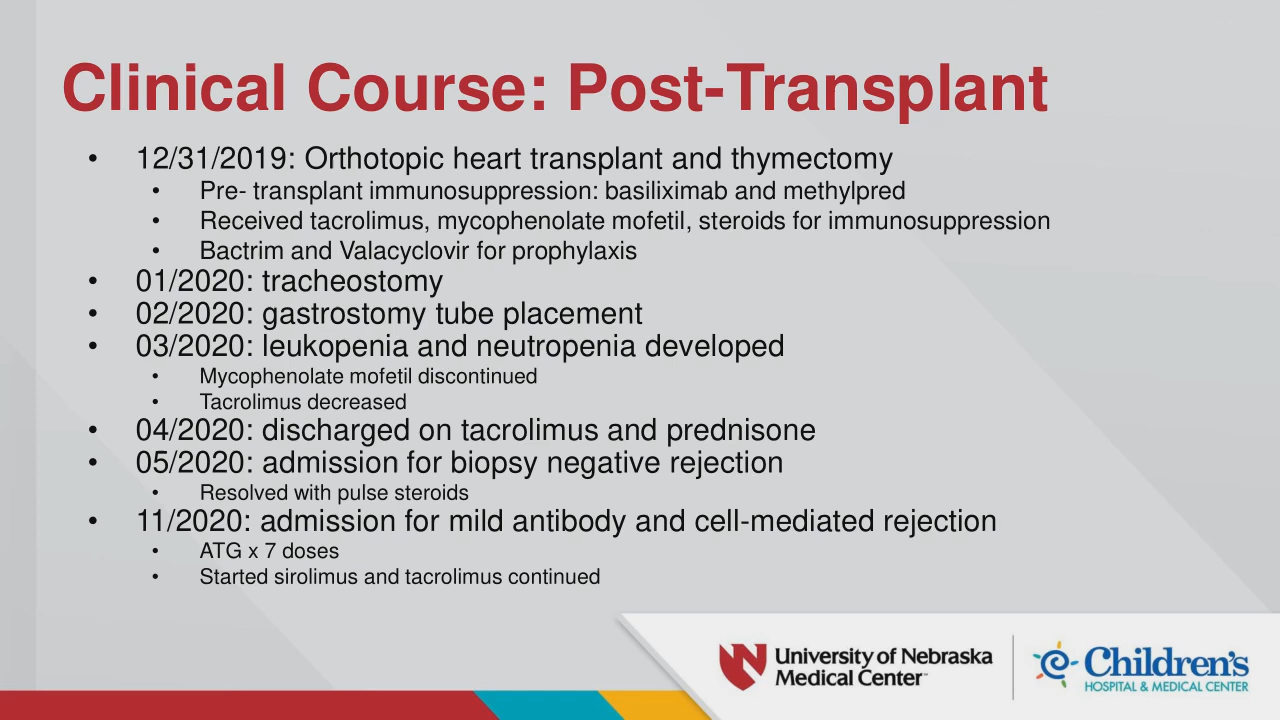 Clinical Course: Post-Transplant
• 12/31/2019: Orthotopic heart transplant and thymectomy
• Pre- transplant immunosuppression: basiliximab and methylpred
• Received tacrolimus, mycophenolate mofetil, steroids for immunosuppression
• Bactrim and Valacyclovir for prophylaxis
• 01/2020: tracheostomy
• 02/2020: gastrostomy tube placement
• 03/2020: leukopenia and neutropenia developed
• Mycophenolate mofetil discontinued
• Tacrolimus decreased
• 04/2020: discharged on tacrolimus and prednisone
• 05/2020: admission for biopsy negative rejection
• Resolved with pulse steroids
• 11/2020: admission for mild antibody and cell-mediated rejection
• ATG x 7 doses
• Started sirolimus and tacrolimus continued
University of Nebraska
Medical Center™
Children's
HOSPITAL & MEDICAL CENTER